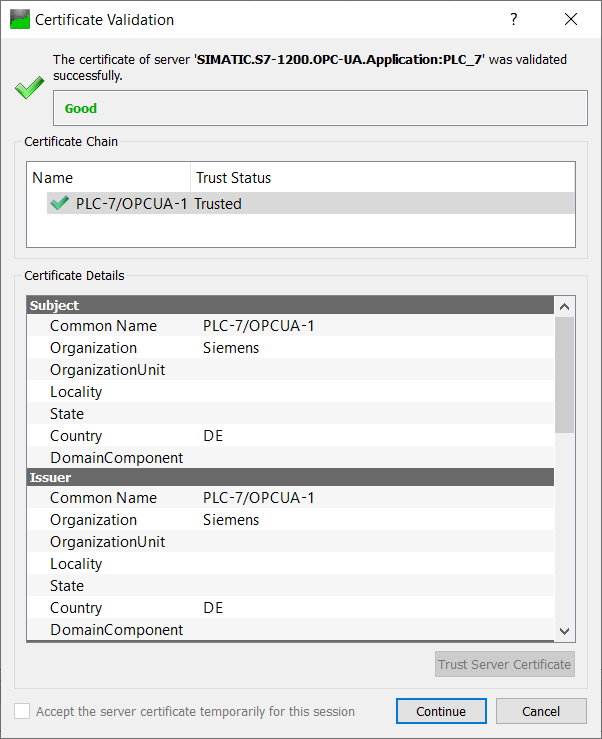 Certificate Validation
?
The certificate of server 'SIMATIC.S7-1200.OPC-UA.Application:PLC_7' was validated
successfully.
Good
Certificate Chain
Name Trust Status
PLC-7/OPCUA-1 Trusted
Certificate Details
Subject
Common Name PLC-7/OPCUA-1
Organization Siemens
OrganizationUnit
Locality
State
Country DE
DomainComponent
Issuer
Common Name PLC-7/OPCUA-1
Organization Siemens
OrganizationUnit
Locality
State
Country DE
DomainComponent
Trust Server Certificate
Accept the server certificate temporarily for this session
Continue Cancel